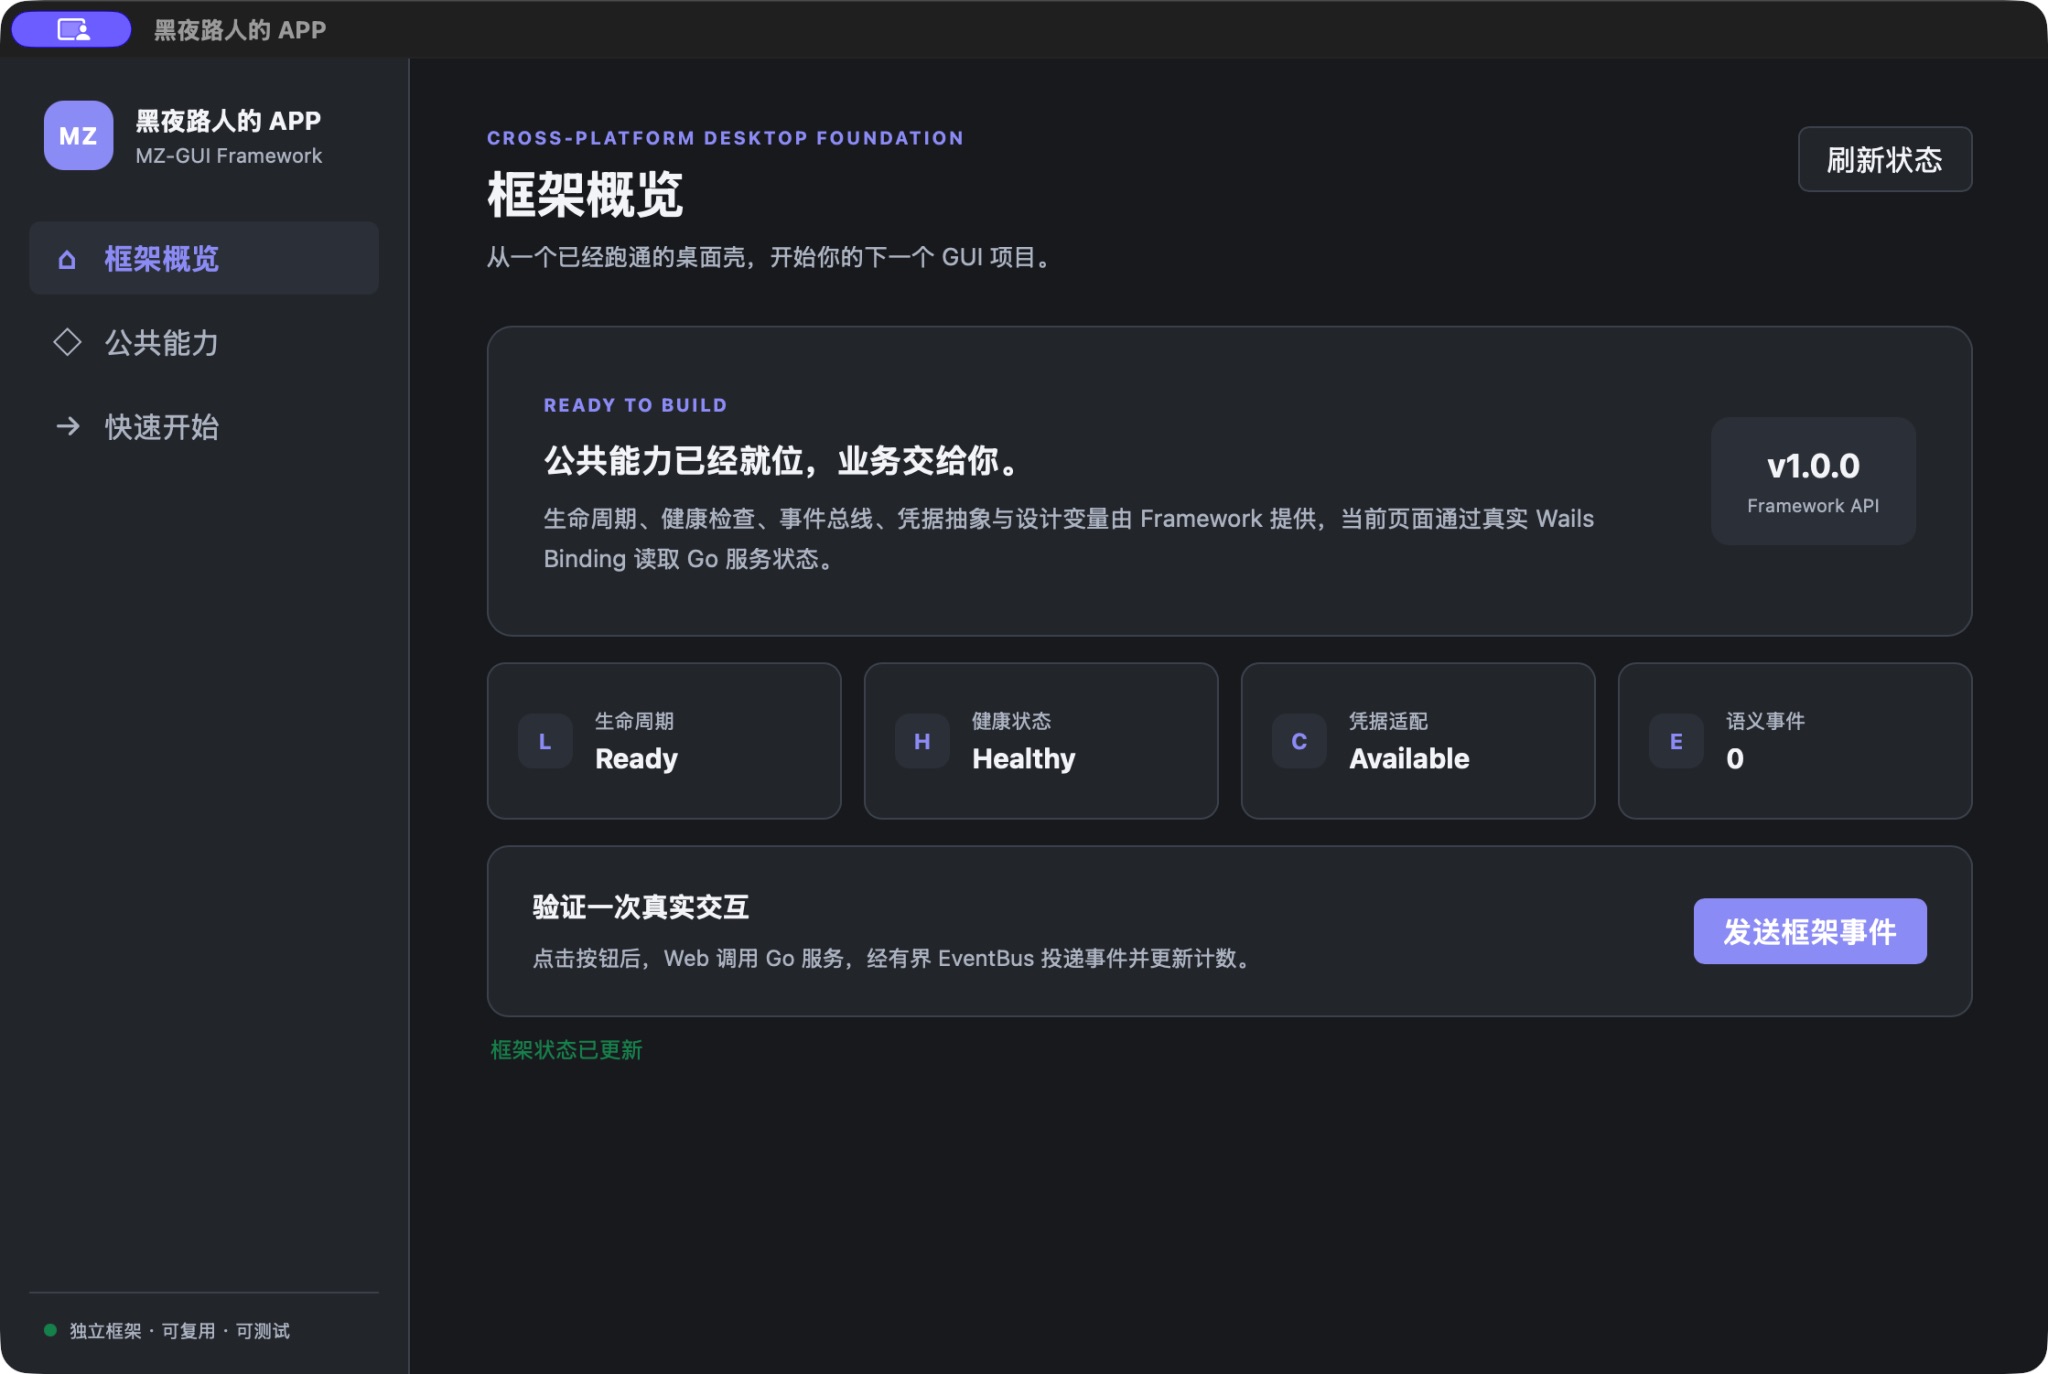 黑夜路人的 APP
MZ
黑夜路人的 APP
MZ-GUI Framework
框架概览
公共能力
快速开始
独立框架 · 可复用 · 可测试
CROSS-PLATFORM DESKTOP FOUNDATION
框架概览
从一个已经跑通的桌面壳，开始你的下一个 GUI 项目。
刷新状态
READY TO BUILD
公共能力已经就位，业务交给你。
生命周期、健康检查、事件总线、凭据抽象与设计变量由 Framework 提供，当前页面通过真实 Wails
Binding 读取 Go 服务状态。
v1.0.0
Framework API
L
生命周期
Ready
H
健康状态
Healthy
C
凭据适配
Available
E
语义事件
0
验证一次真实交互
点击按钮后，Web 调用 Go 服务，经有界 EventBus 投递事件并更新计数。
发送框架事件
框架状态已更新